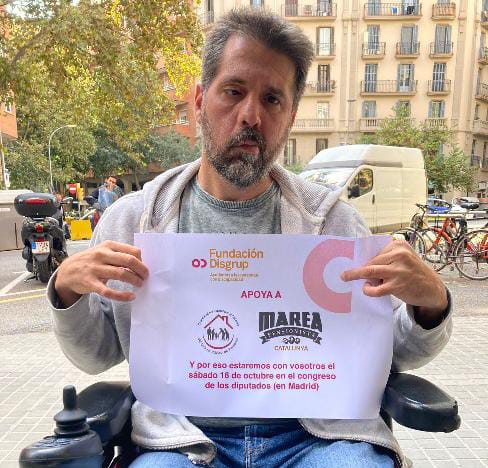 Fundación
Disgrup
APOYA A
MAREA
PENSIONISTA
CATALUNYA
Y por eso estaremos con vosotros el
sábado 16 de octubre en el congreso
de los diputados (en Madrid)